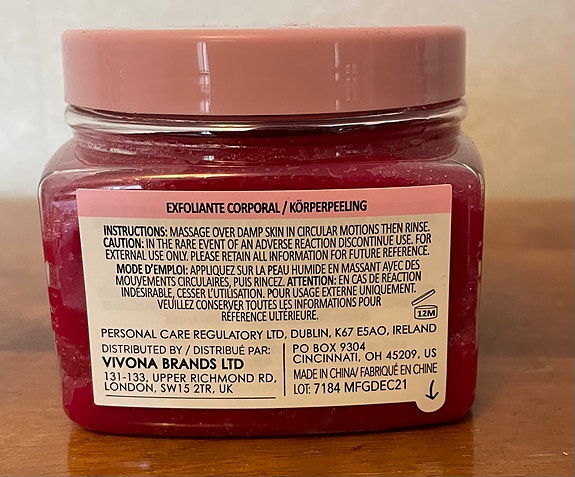 EXFOLIANTE CORPORAL / KÖRPERPEELING
INSTRUCTIONS: MASSAGE OVER DAMP SKIN IN CIRCULAR MOTIONS THEN RINSE.
CAUTION: IN THE RARE EVENT OF AN ADVERSE REACTION DISCONTINUE USE. FOR
EXTERNAL USE ONLY. PLEASE RETAIN ALL INFORMATION FOR FUTURE REFERENCE.
MODE D'EMPLOI: APPLIQUEZ SUR LA PEAU HUMIDE EN MASSANT AVEC DES
MOUVEMENTS CIRCULAIRES, PUIS RINCEZ. ATTENTION: EN CAS DE RÉACTION
INDÉSIRABLE, CESSER L'UTILISATION. POUR USAGE EXTERNE UNIQUEMENT.
VEUILLEZ CONSERVER TOUTES LES INFORMATIONS POUR
RÉFÉRENCE ULTÉRIEURE.
12M
PERSONAL CARE REGULATORY LTD, DUBLIN, K67 E5AO, IRELAND
DISTRIBUTED BY / DISTRIBUÉ PAR:
VIVONA BRANDS LTD
131-133, UPPER RICHMOND RD,
LONDON, SW15 2TR, UK
PO BOX 9304
CINCINNATI, OH 45209, US
MADE IN CHINA/ FABRIQUÉ EN CHINE
LOT: 7184 MFGDEC21